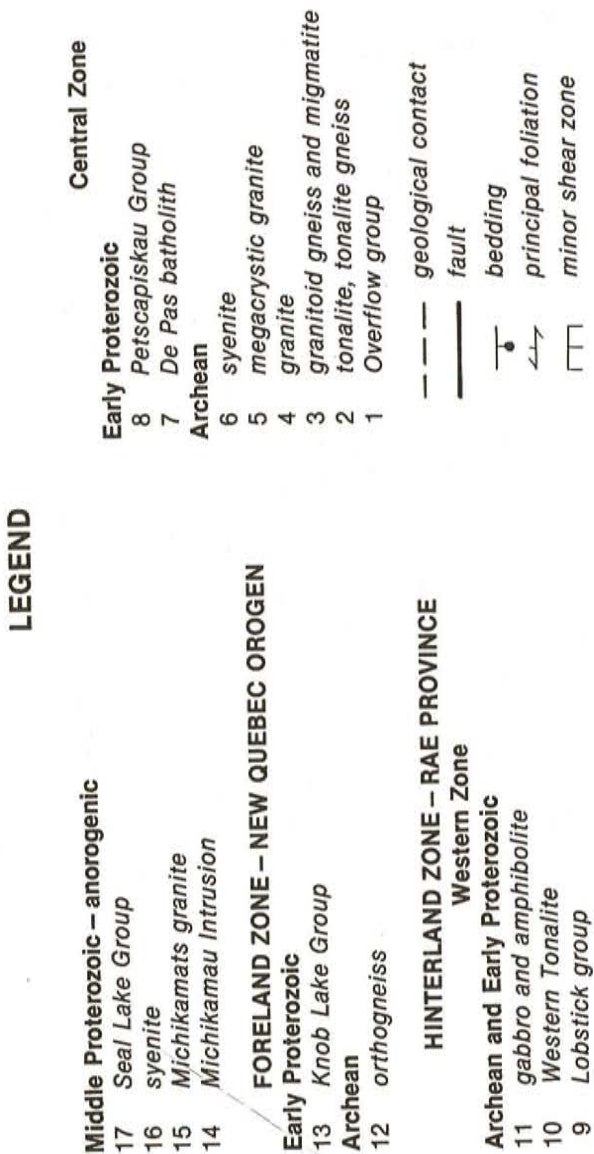 LEGEND
Middle Proterozoic – anorogenic
17 Seal Lake Group
16 syenite
15 Michikamats granite
14 Michikamau Intrusion
FORELAND ZONE – NEW QUEBEC OROGEN
Early Proterozoic
13 Knob Lake Group
Archean
12 orthogneiss
HINTERLAND ZONE – RAE PROVINCE
Western Zone
Archean and Early Proterozoic
11 gabbro and amphibolite
10 Western Tonalite
9 Lobstick group
Central Zone
Early Proterozoic
8 Petscapiskau Group
7 De Pas batholith
Archean
6 syenite
5 megacrystic granite
4 granite
3 granitoid gneiss and migmatite
2 tonalite, tonalite gneiss
1 Overflow group
geological contact
fault
bedding
principal foliation
minor shear zone